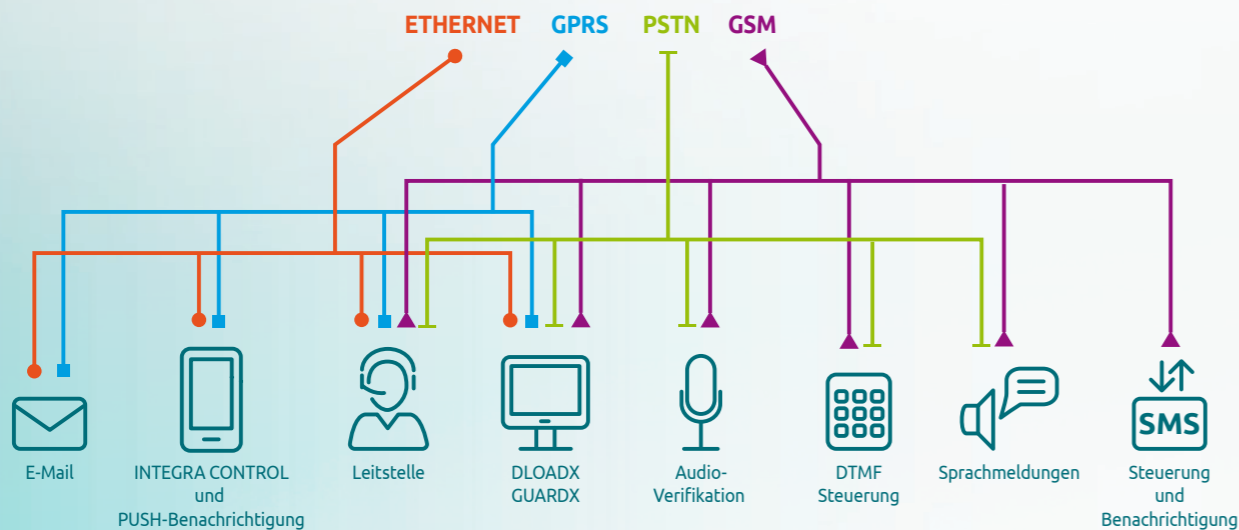 ETHERNET GPRS PSTN GSM
SMS
E-Mail
INTEGRA CONTROL
und
PUSH-Benachrichtigung
Leitstelle
DLOADX
GUARDX
Audio-
Verifikation
DTMF
Steuerung
Sprachmeldungen
Steuerung
und
Benachrichtigung